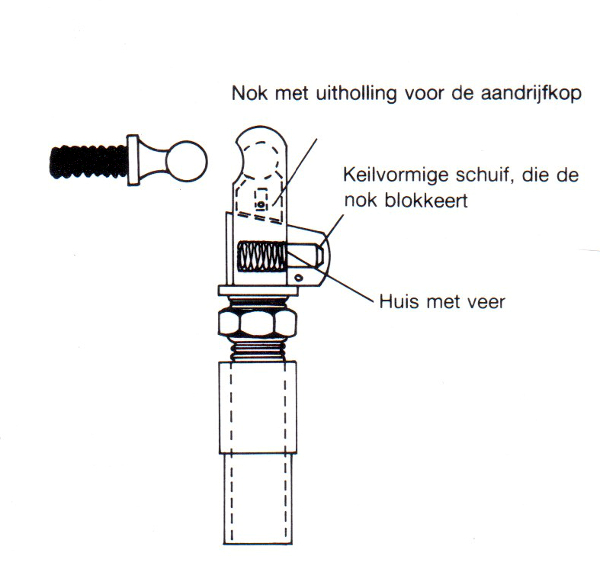 Nok met uitholling voor de aandrijfkop
Keilvormige schuif, die de
nok blokkeert
Huis met veer